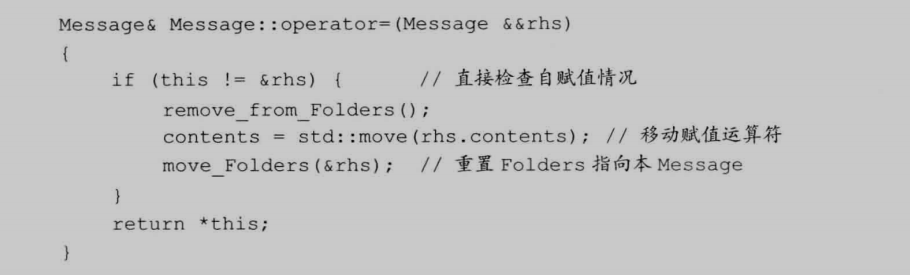 Message& Message::operator=(Message &&rhs)
{
    if (this != &rhs) {       // 直接检查自赋值情况
        remove_from_Folders();
        contents = std::move(rhs.contents); // 移动赋值运算符
        move_Folders(&rhs);  // 重置 Folders 指向本 Message
    }
    return *this;
}